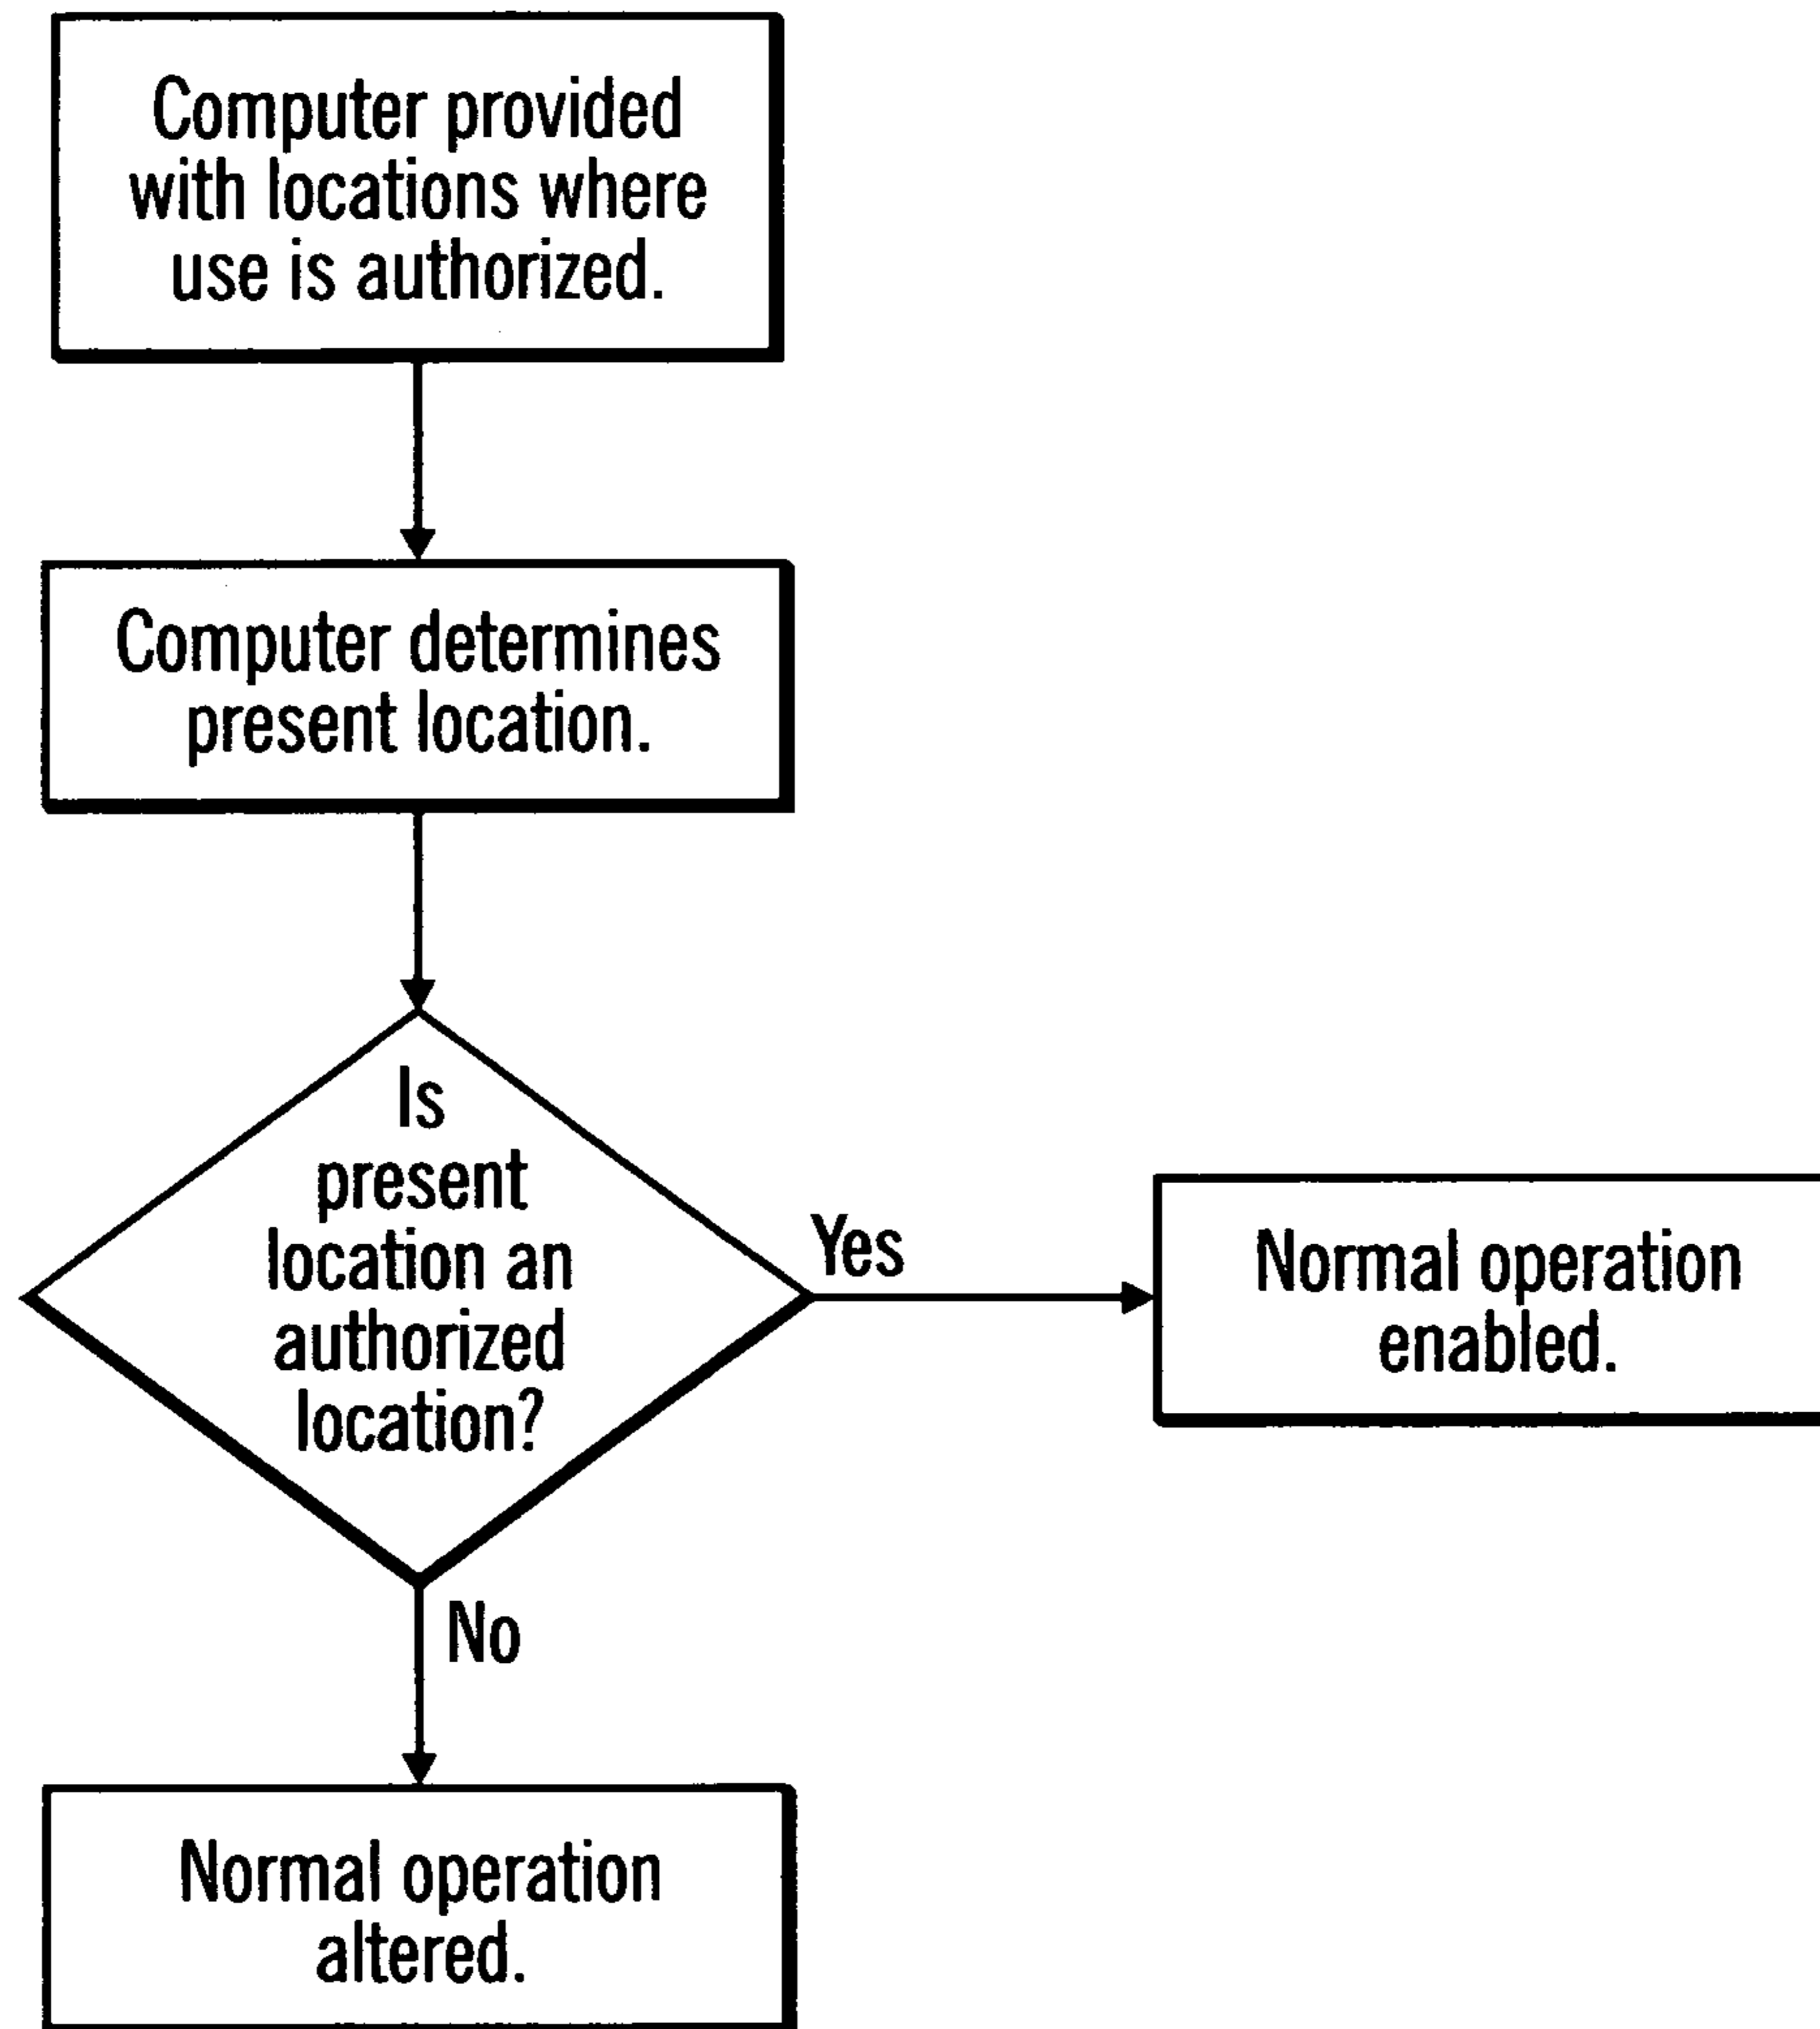 Computer provided
with locations where
use is authorized.
Computer determines
present location.
Is
present
location an
authorized
location?
Yes
Normal operation
enabled.
No
Normal operation
altered.